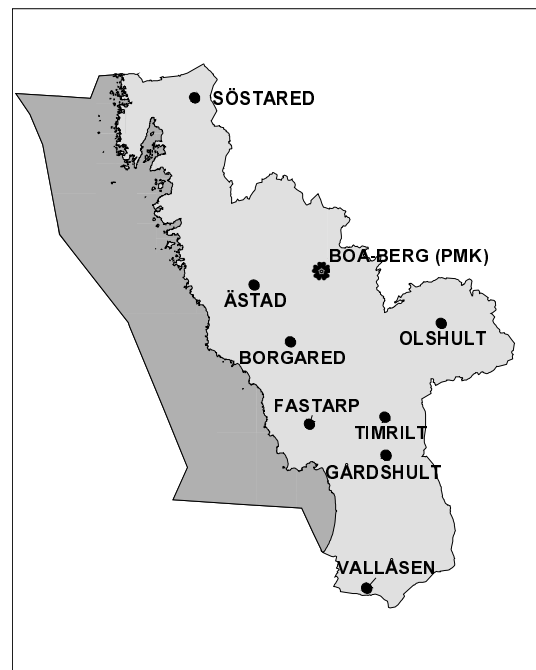 SÖSTARED
BOA-BERG (PMK)
ÄSTAD
OLSHULT
BORGARED
FASTARP
TIMRILT
GÅRDSHULT
VALLÅSEN